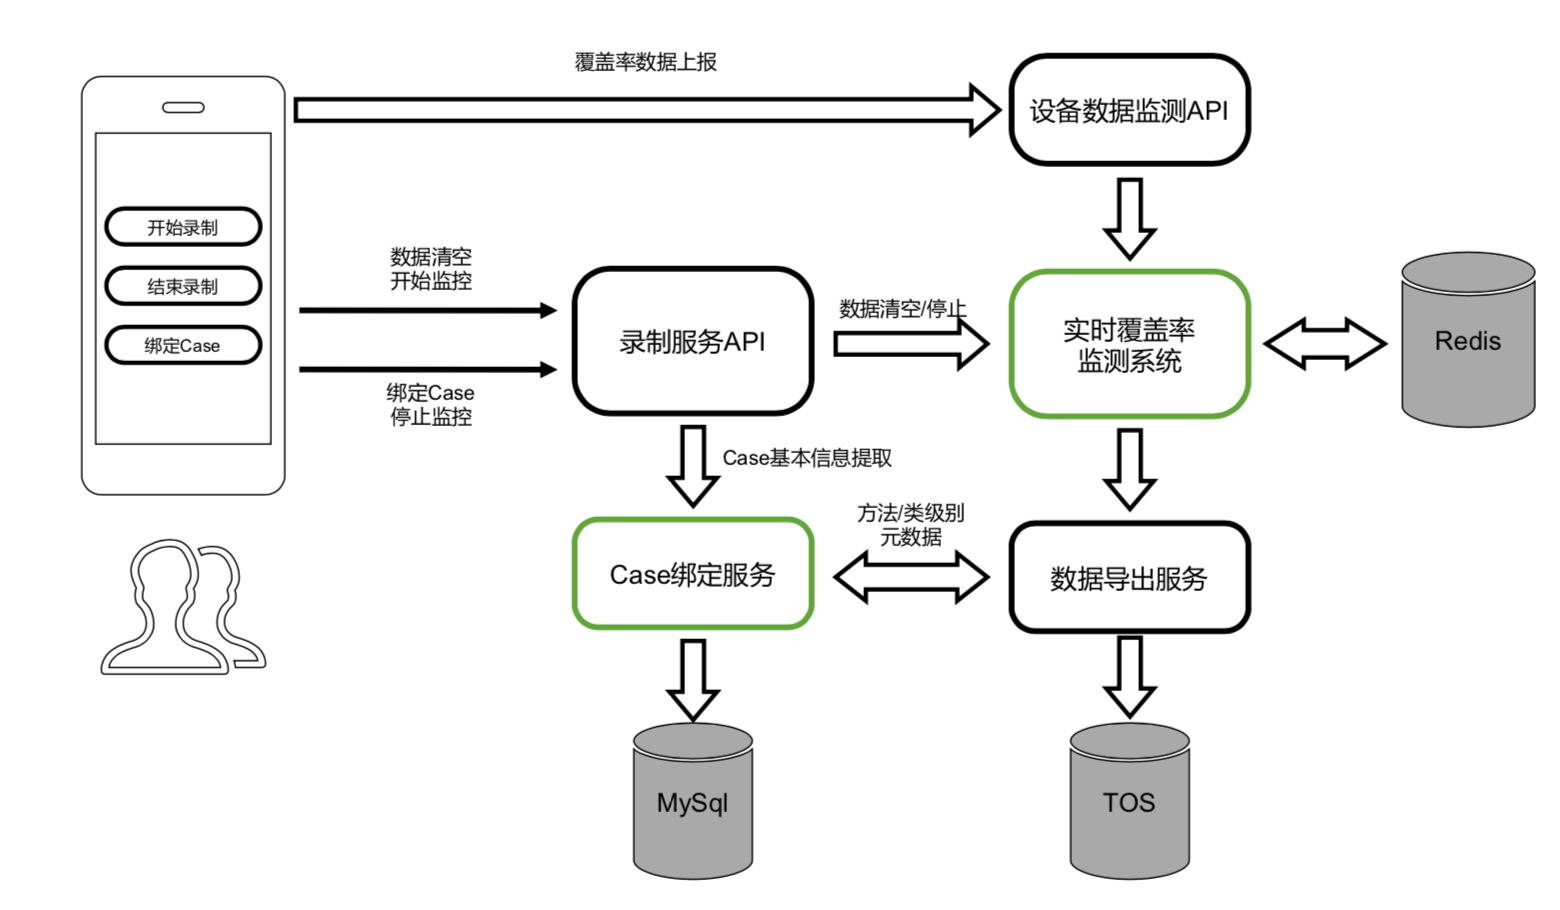 覆盖率数据上报
设备数据监测API
开始录制
结束录制
绑定Case
数据清空
开始监控
绑定Case
停止监控
录制服务API
数据清空/停止
实时覆盖率
监测系统
Redis
Case基本信息提取
方法/类级别
元数据
Case绑定服务
数据导出服务
MySql
TOS